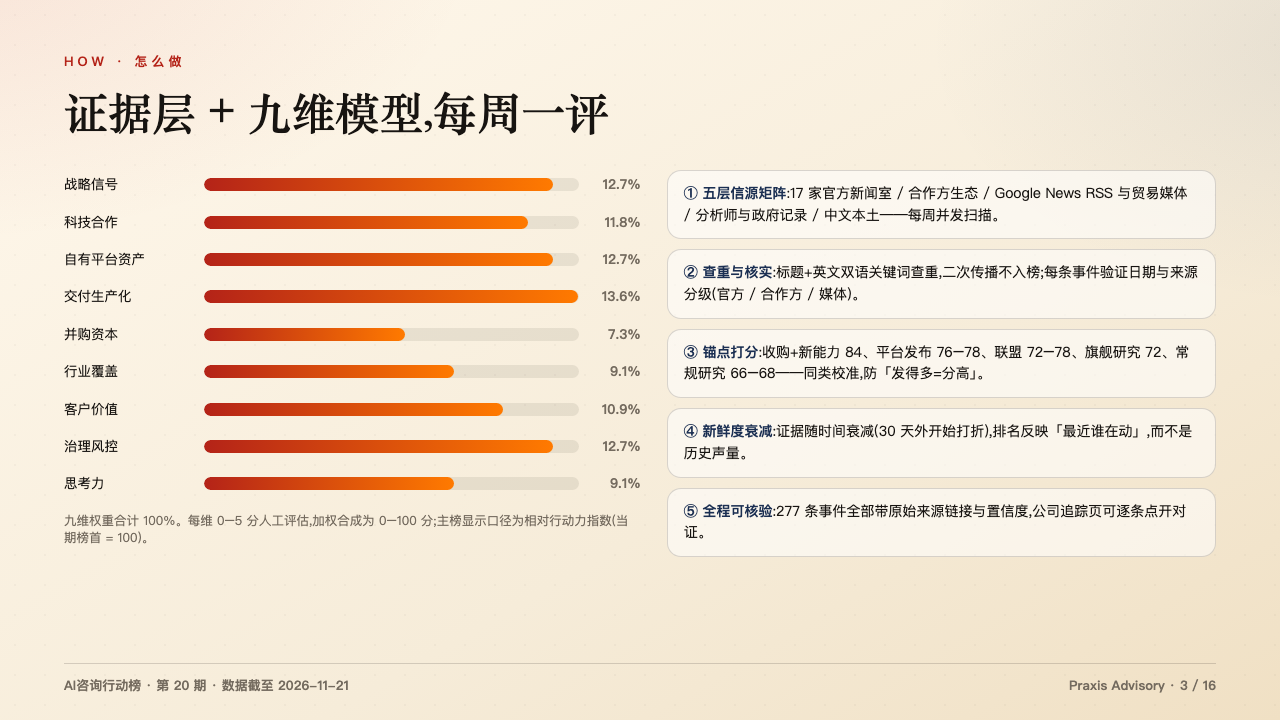 HOW · 怎么做
证据层 + 九维模型,每周一评
战略信号 12.7%
科技合作 11.8%
自有平台资产 12.7%
交付生产化 13.6%
并购资本 7.3%
行业覆盖 9.1%
客户价值 10.9%
治理风控 12.7%
思考力 9.1%
九维权重合计 100%。每维 0—5 分人工评估,加权合成为 0—100 分;主榜显示口径为相对行动力指数(当
期榜首 = 100)。
① 五层信源矩阵:17 家官方新闻室 / 合作方生态 / Google News RSS 与贸易媒体
/ 分析师与政府记录 / 中文本土——每周并发扫描。
② 查重与核实:标题+英文双语关键词查重,二次传播不入榜;每条事件验证日期与来源
分级(官方 / 合作方 / 媒体)。
③ 锚点打分:收购+新能力 84、平台发布 76—78、联盟 72—78、旗舰研究 72、常
规研究 66—68——同类校准,防「发得多=分高」。
④ 新鲜度衰减:证据随时间衰减(30 天外开始打折),排名反映「最近谁在动」,而不是
历史声量。
⑤ 全程可核验:277 条事件全部带原始来源链接与置信度,公司追踪页可逐条点开对
证。
AI咨询行动榜 · 第 20 期 · 数据截至 2026-11-21
Praxis Advisory · 3 / 16